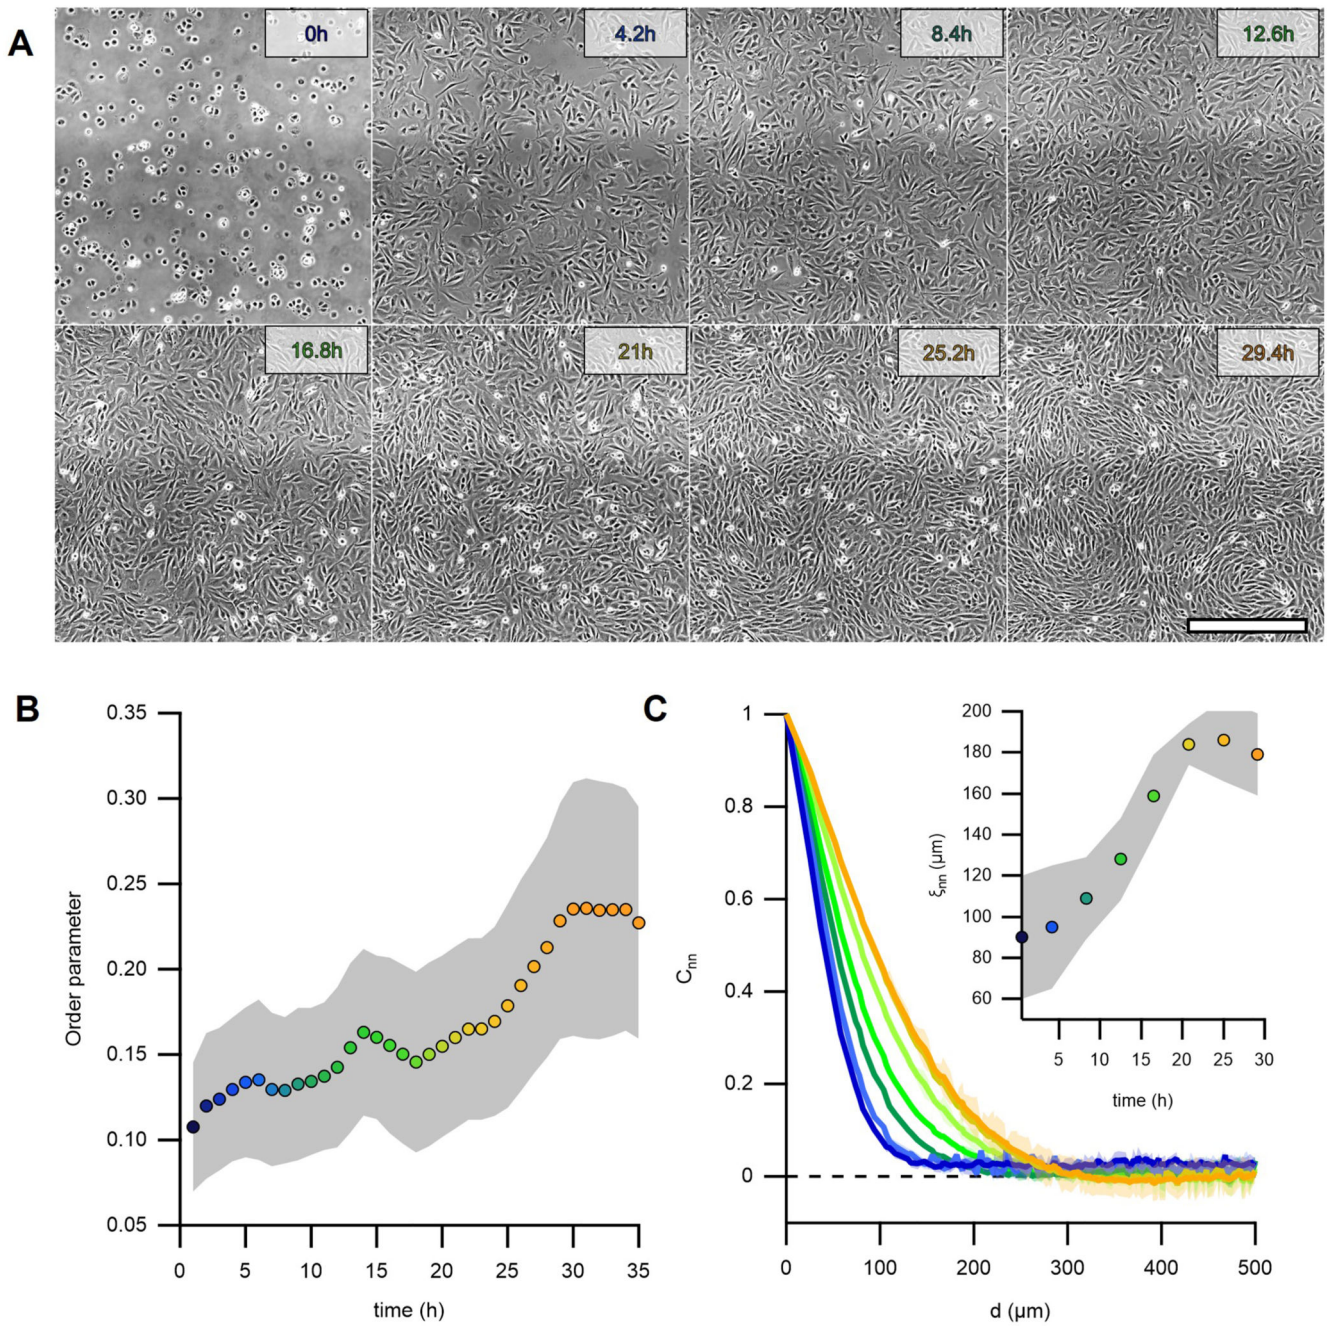 A
0h
4.2h
8.4h
12.6h
16.8h
21h
25.2h
29.4h
B
0.35
0.30
0.25
0.20
0.15
0.10
0.05
Order parameter
0 5 10 15 20 25 30 35
time (h)
C
1
0.8
0.6
0.4
0.2
0
Cnn
0 100 200 300 400 500
d (µm)
200
180
160
140
120
100
80
60
ξnn (µm)
5 10 15 20 25 30
time (h)